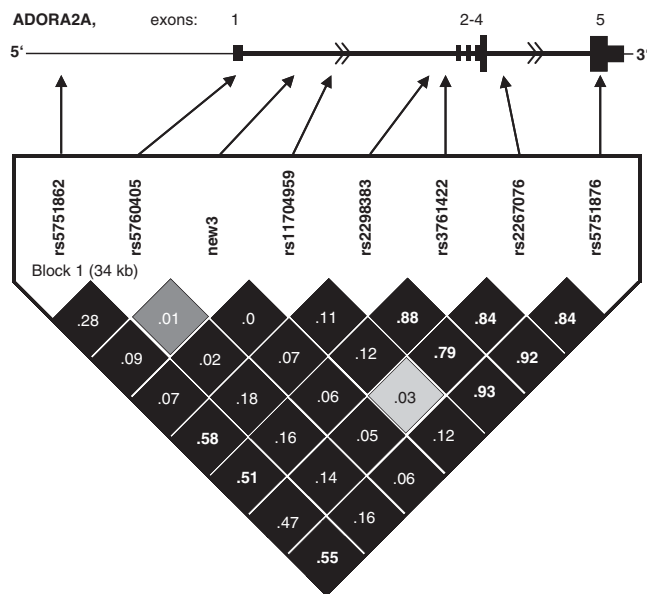 ADORA2A, exons: 1 2-4 5
5‘ 3‘
rs5751862
rs5760405
new3
rs11704959
rs2298383
rs3761422
rs2267076
rs5751876
Block 1 (34 kb)
.28 .01 .0 .11 .88 .84 .84
.09 .02 .07 .12 .79 .92
.07 .18 .06 .03 .93
.58 .16 .05 .12
.51 .14 .06
.47 .16
.55